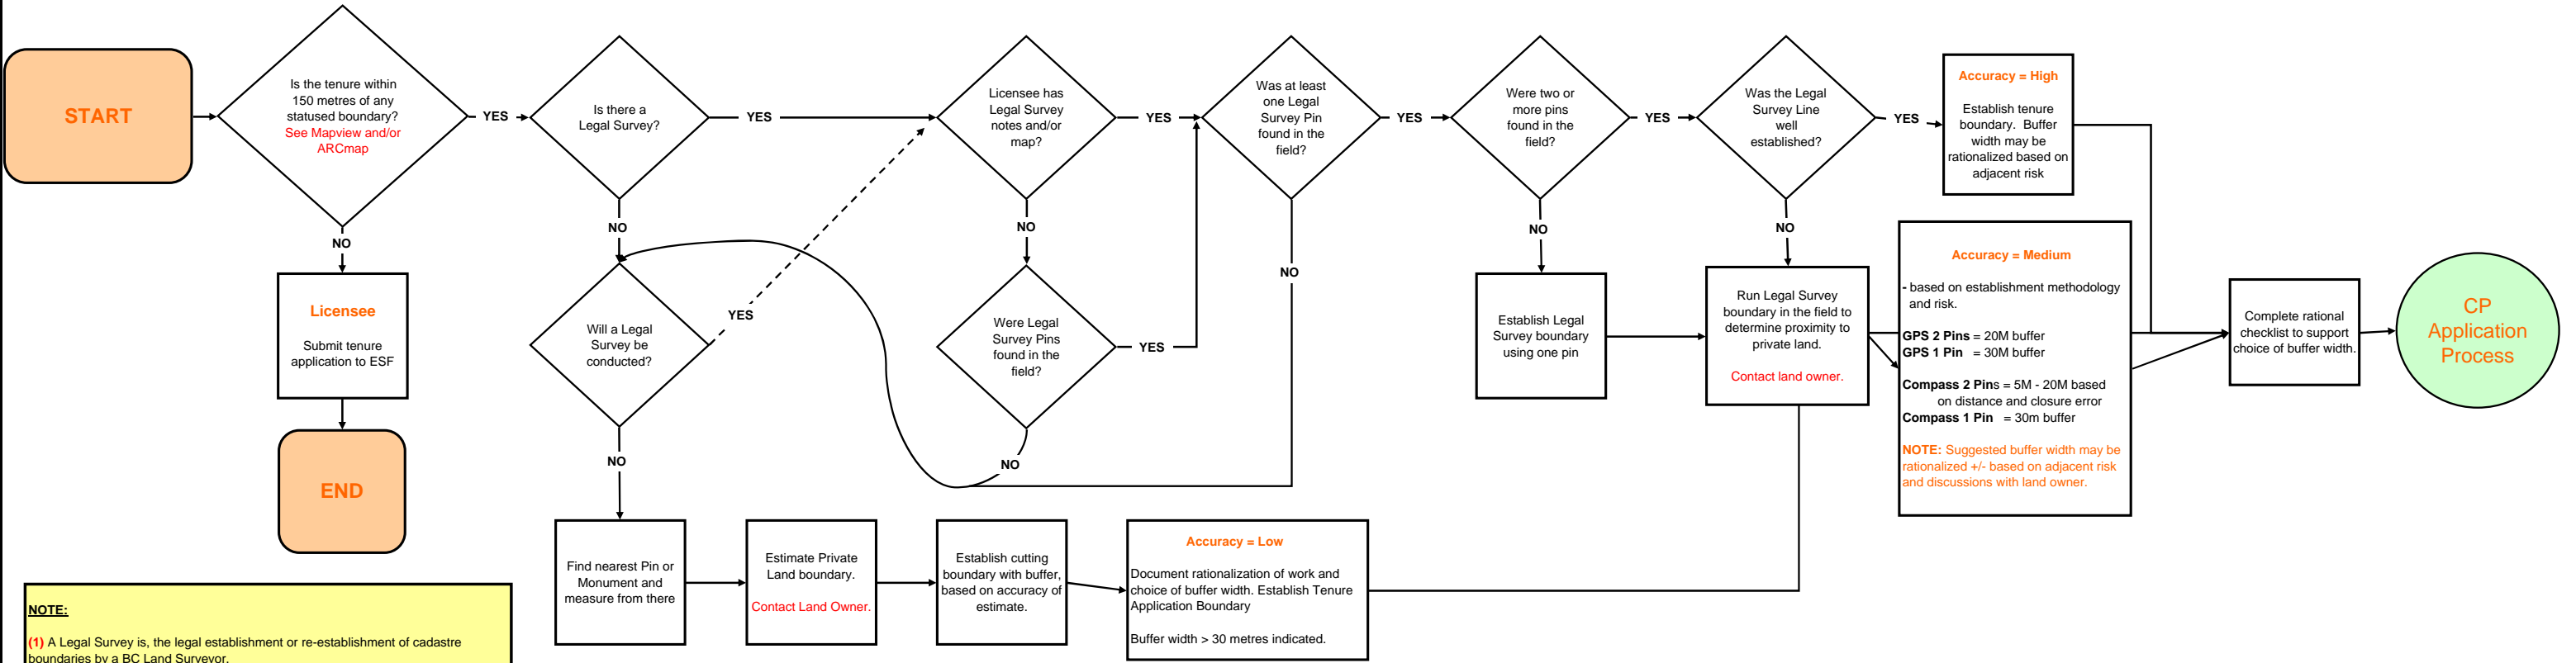 START
Is the tenure within
150 metres of any
statused boundary?
See Mapview and/or
ARCmap
YES
NO
Licensee
Submit tenure
application to ESF
END
Is there a
Legal Survey?
YES
NO
Will a Legal
Survey be
conducted?
YES
NO
Licensee has
Legal Survey
notes and/or
map?
YES
NO
Were Legal
Survey Pins
found in the
field?
YES
NO
Was at least
one Legal
Survey Pin
found in the
field?
YES
NO
Were two or
more pins
found in the
field?
YES
NO
Establish Legal
Survey boundary
using one pin
Was the Legal
Survey Line
well
established?
YES
NO
Run Legal Survey
boundary in the field to
determine proximity to
private land.
Contact land owner.
Accuracy = High
Establish tenure
boundary. Buffer
width may be
rationalized based on
adjacent risk
Accuracy = Medium
- based on establishment methodology
and risk.
GPS 2 Pins = 20M buffer
GPS 1 Pin = 30M buffer
Compass 2 Pins = 5M - 20M based
on distance and closure error
Compass 1 Pin = 30m buffer
NOTE: Suggested buffer width may be
rationalized +/- based on adjacent risk
and discussions with land owner.
Complete rational
checklist to support
choice of buffer width.
CP
Application
Process
Find nearest Pin or
Monument and
measure from there
Estimate Private
Land boundary.
Contact Land Owner.
Establish cutting
boundary with buffer,
based on accuracy of
estimate.
Accuracy = Low
Document rationalization of work and
choice of buffer width. Establish Tenure
Application Boundary
Buffer width > 30 metres indicated.
NOTE:
(1) A Legal Survey is, the legal establishment or re-establishment of cadastre
boundaries by a BC Land Surveyor.